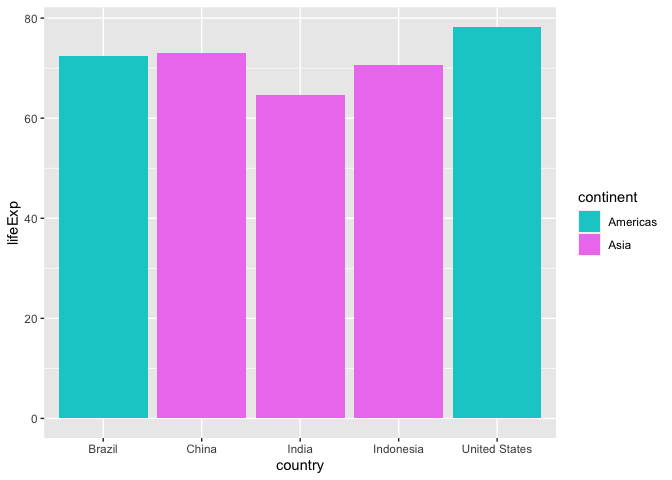 80
60
40
20
0
lifeExp
Brazil China India Indonesia United States
country
continent
Americas
Asia